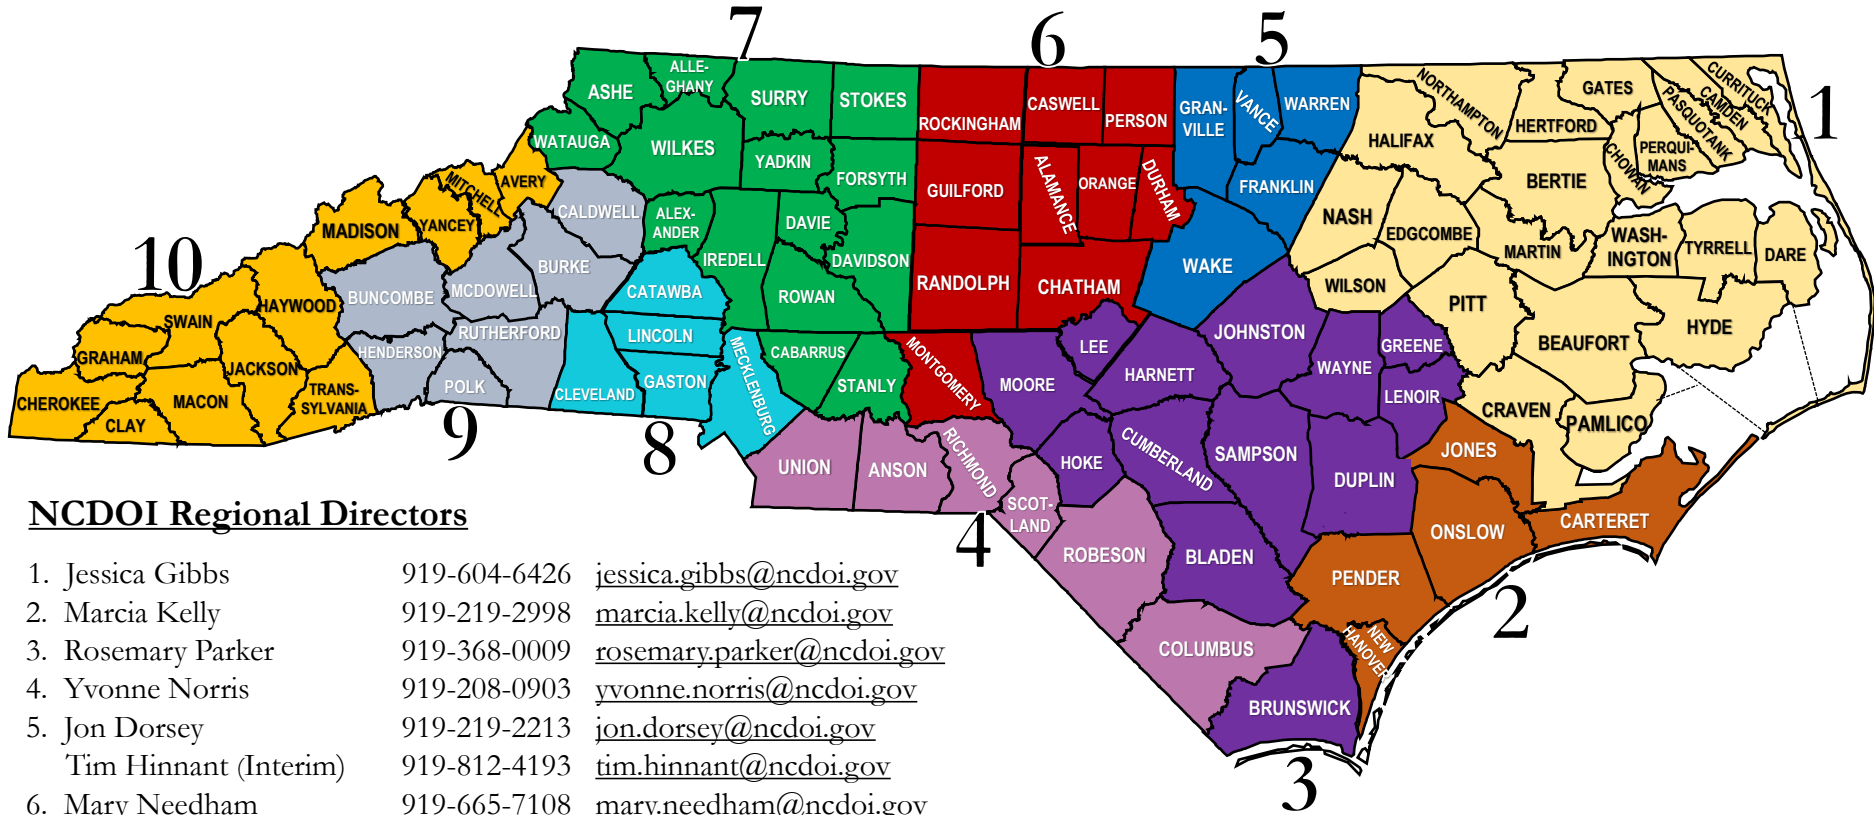 7
6
5
1
10
9
8
4
2
3
ASHE
ALLE-
GHANY
SURRY
STOKES
ROCKINGHAM
CASWELL
PERSON
GRAN-
VILLE
VANCE
WARREN
NORTHAMPTON
GATES
CURRITUCK
CAMDEN
PASQUOTANK
HERTFORD
HALIFAX
PERQUI-
MANS
CHOWAN
WATAUGA
WILKES
YADKIN
FORSYTH
GUILFORD
ALAMANCE
ORANGE
DURHAM
FRANKLIN
BERTIE
MITCHELL
AVERY
CALDWELL
ALEX-
ANDER
DAVIE
NASH
EDGCOMBE
MARTIN
WASH-
INGTON
TYRRELL
DARE
MADISON
YANCEY
BURKE
IREDELL
DAVIDSON
RANDOLPH
CHATHAM
WAKE
WILSON
PITT
HYDE
BUNCOMBE
MCDOWELL
CATAWBA
ROWAN
HAYWOOD
SWAIN
RUTHERFORD
LINCOLN
MECKLENBURG
CABARRUS
MONTGOMERY
LEE
JOHNSTON
GREENE
BEAUFORT
GRAHAM
JACKSON
HENDERSON
POLK
CLEVELAND
GASTON
STANLY
MOORE
HARNETT
WAYNE
LENOIR
CHEROKEE
MACON
TRANS-
SYLVANIA
CLAY
CRAVEN
PAMLICO
UNION
ANSON
RICHMOND
HOKE
CUMBERLAND
SAMPSON
DUPLIN
JONES
SCOT-
LAND
ROBESON
BLADEN
PENDER
ONSLOW
CARTERET
COLUMBUS
NEW
HANOVER
BRUNSWICK
NCDOI Regional Directors
1. Jessica Gibbs 919-604-6426 jessica.gibbs@ncdoi.gov
2. Marcia Kelly 919-219-2998 marcia.kelly@ncdoi.gov
3. Rosemary Parker 919-368-0009 rosemary.parker@ncdoi.gov
4. Yvonne Norris 919-208-0903 yvonne.norris@ncdoi.gov
5. Jon Dorsey 919-219-2213 jon.dorsey@ncdoi.gov
Tim Hinnant (Interim) 919-812-4193 tim.hinnant@ncdoi.gov
6. Mary Needham 919-665-7108 mary.needham@ncdoi.gov